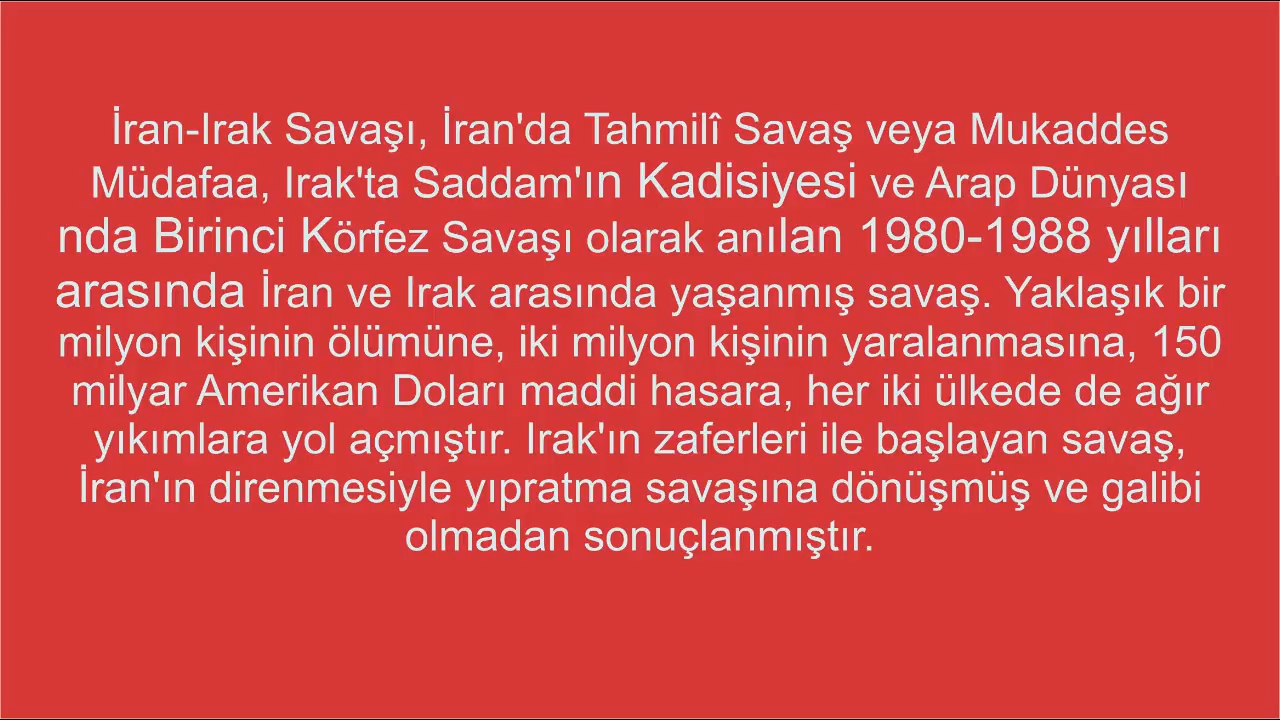 İran-Irak Savaşı, İran'da Tahmilî Savaş veya Mukaddes
Müdafaa, Irak'ta Saddam'ın Kadisiyesi ve Arap Dünyası
nda Birinci Körfez Savaşı olarak anılan 1980-1988 yılları
arasında İran ve Irak arasında yaşanmış savaş. Yaklaşık bir
milyon kişinin ölümüne, iki milyon kişinin yaralanmasına, 150
milyar Amerikan Doları maddi hasara, her iki ülkede de ağır
yıkımlara yol açmıştır. Irak'ın zaferleri ile başlayan savaş,
İran'ın direnmesiyle yıpratma savaşına dönüşmüş ve galibi
olmadan sonuçlanmıştır.